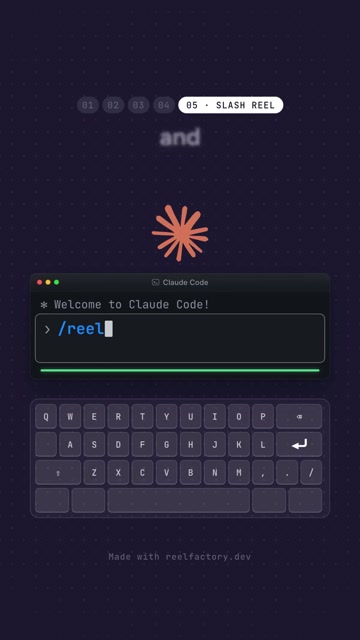 01 02 03 04 05 · SLASH REEL
and
Claude Code
✻ Welcome to Claude Code!
› /reel
Q W E R T Y U I O P ⌫
A S D F G H J K L
⇧ Z X C V B N M , . /
Made with reelfactory.dev